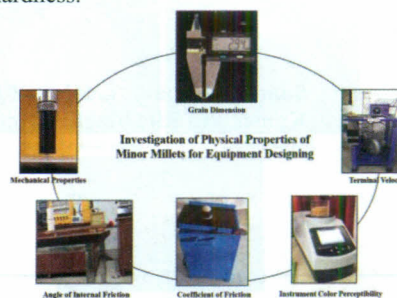 ardness.
Grain Dimension
Investigation of Physical Properties of
Minor Millets for Equipment Designing
Mechanical Properties
Terminal Veloc
Angle of Internal Friction
Coefficient of Friction
Instrument Color Perceptibility